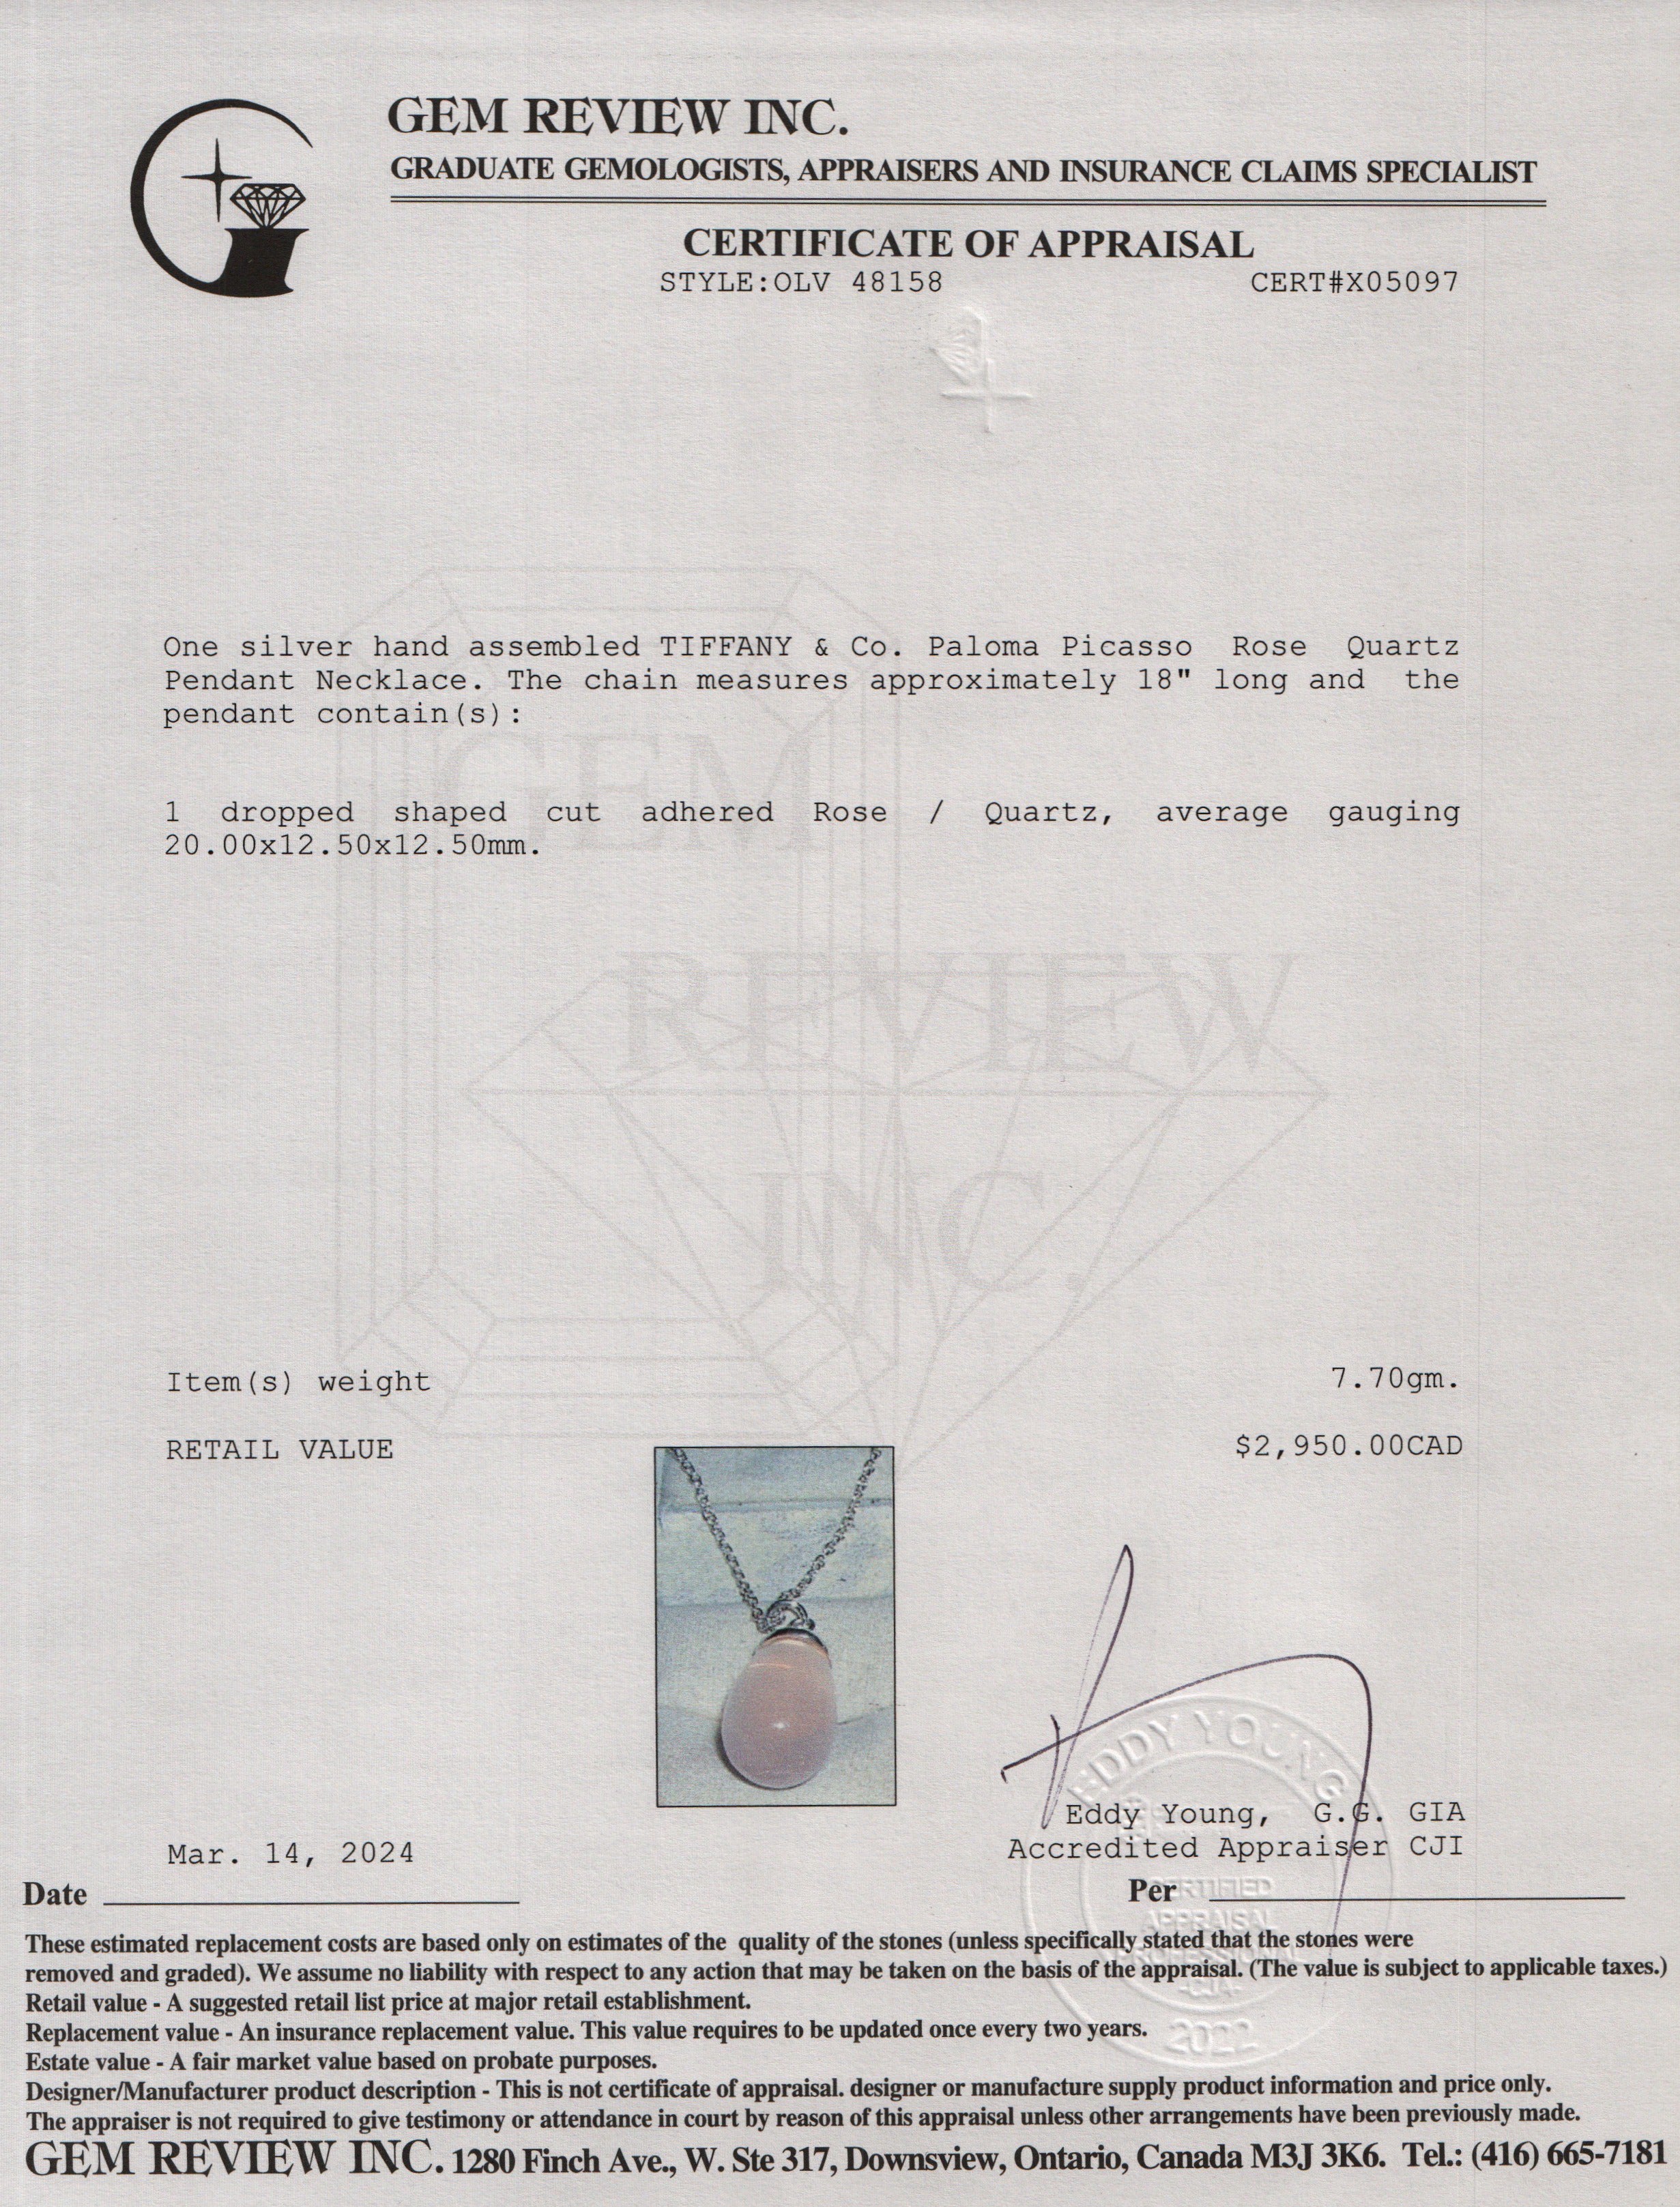 GEM REVIEW INC.
GRADUATE GEMOLOGISTS, APPRAISERS AND INSURANCE CLAIMS SPECIALIST
CERTIFICATE OF APPRAISAL
STYLE:OLV 48158 CERT#X05097
One silver hand assembled TIFFANY & Co. Paloma Picasso Rose Quartz
Pendant Necklace. The chain measures approximately 18" long and the
pendant contain(s):
GEM
1 dropped shaped cut adhered Rose / Quartz, average gauging
20.00x12.50x12.50mm.
REVIEW
INC.
Item(s) weight 7.70gm.
RETAIL VALUE $2,950.00CAD
EDDY YOUNG
Eddy Young, G.G. GIA
Accredited Appraiser CJI
Mar. 14, 2024
Date
Per
CERTIFIED
APPRAISAL
PROFESSIONAL
2022
These estimated replacement costs are based only on estimates of the quality of the stones (unless specifically stated that the stones were
removed and graded). We assume no liability with respect to any action that may be taken on the basis of the appraisal. (The value is subject to applicable taxes.)
Retail value - A suggested retail list price at major retail establishment.
Replacement value - An insurance replacement value. This value requires to be updated once every two years.
Estate value - A fair market value based on probate purposes.
Designer/Manufacturer product description - This is not certificate of appraisal. designer or manufacture supply product information and price only.
The appraiser is not required to give testimony or attendance in court by reason of this appraisal unless other arrangements have been previously made.
GEM REVIEW INC. 1280 Finch Ave., W. Ste 317, Downsview, Ontario, Canada M3J 3K6. Tel.: (416) 665-7181